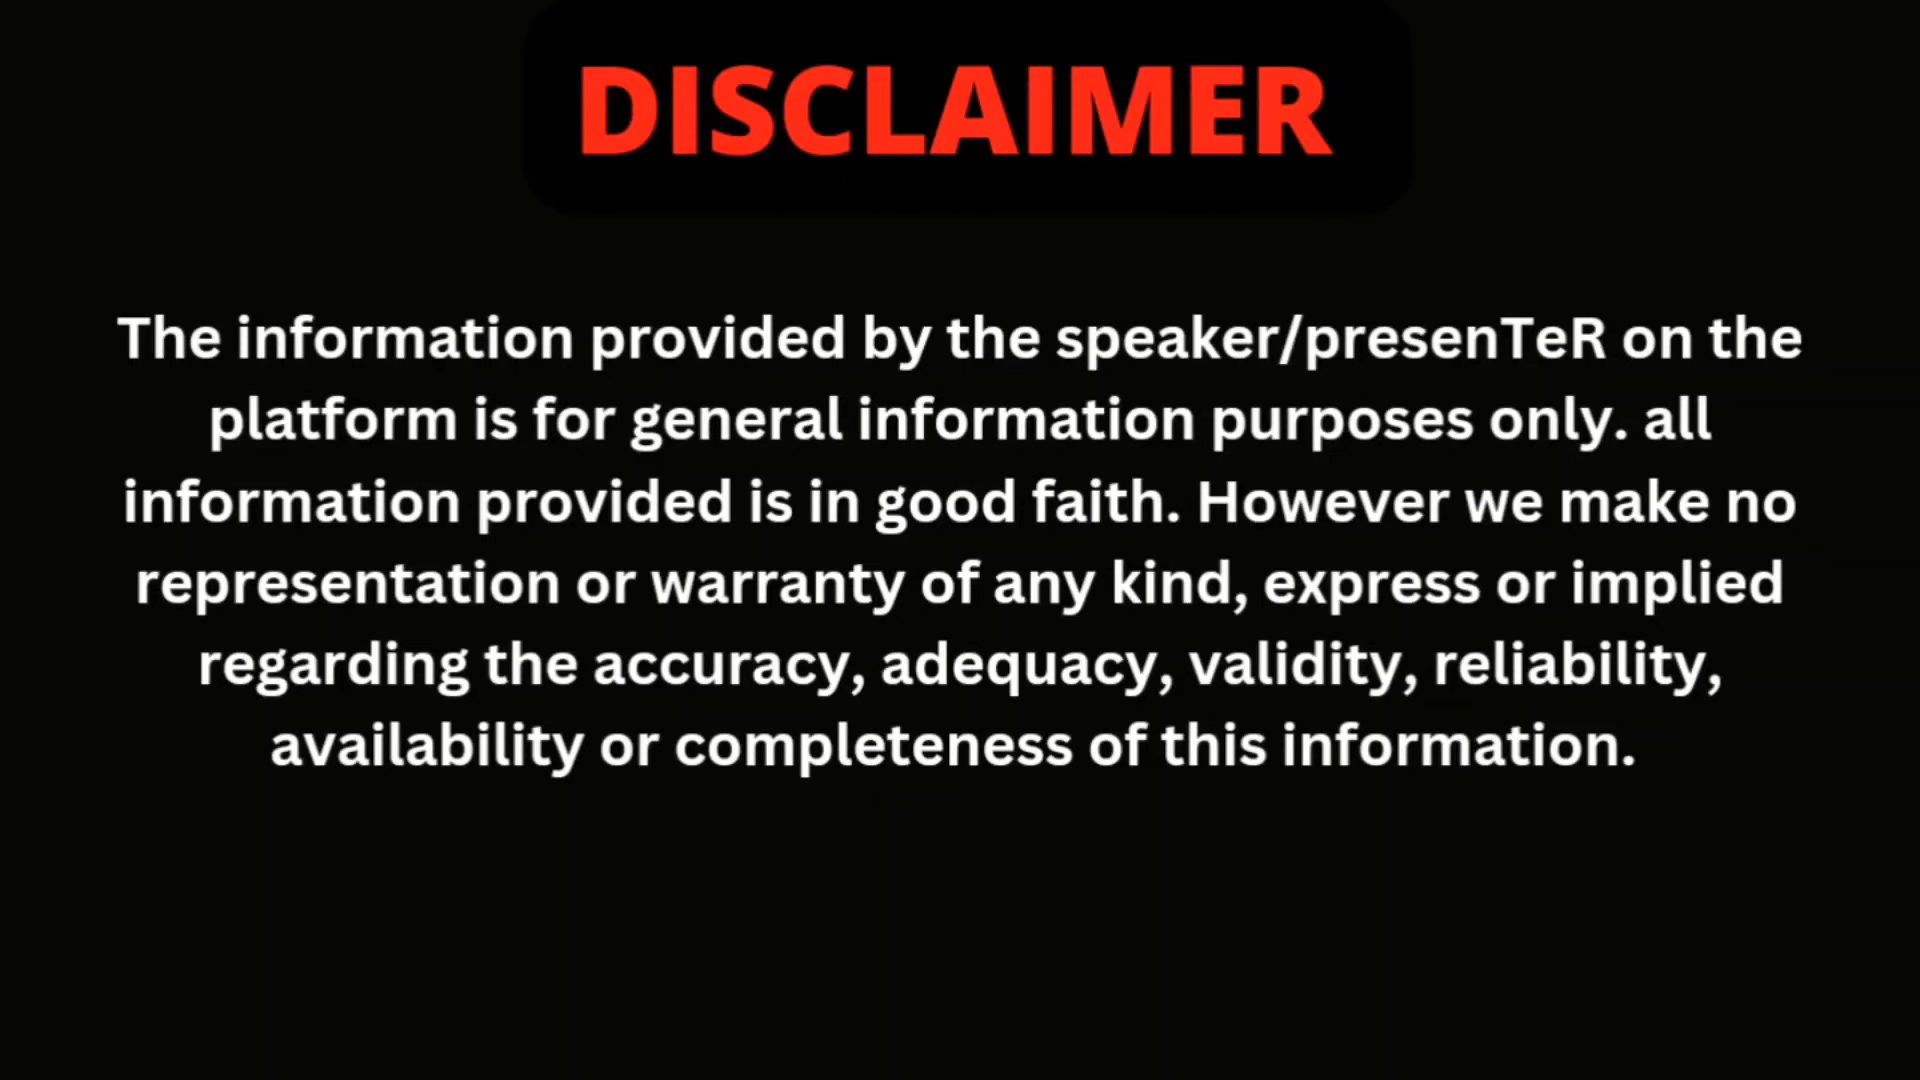 DISCLAIMER
The information provided by the speaker/presenTeR on the
platform is for general information purposes only. all
information provided is in good faith. However we make no
representation or warranty of any kind, express or implied
regarding the accuracy, adequacy, validity, reliability,
availability or completeness of this information.